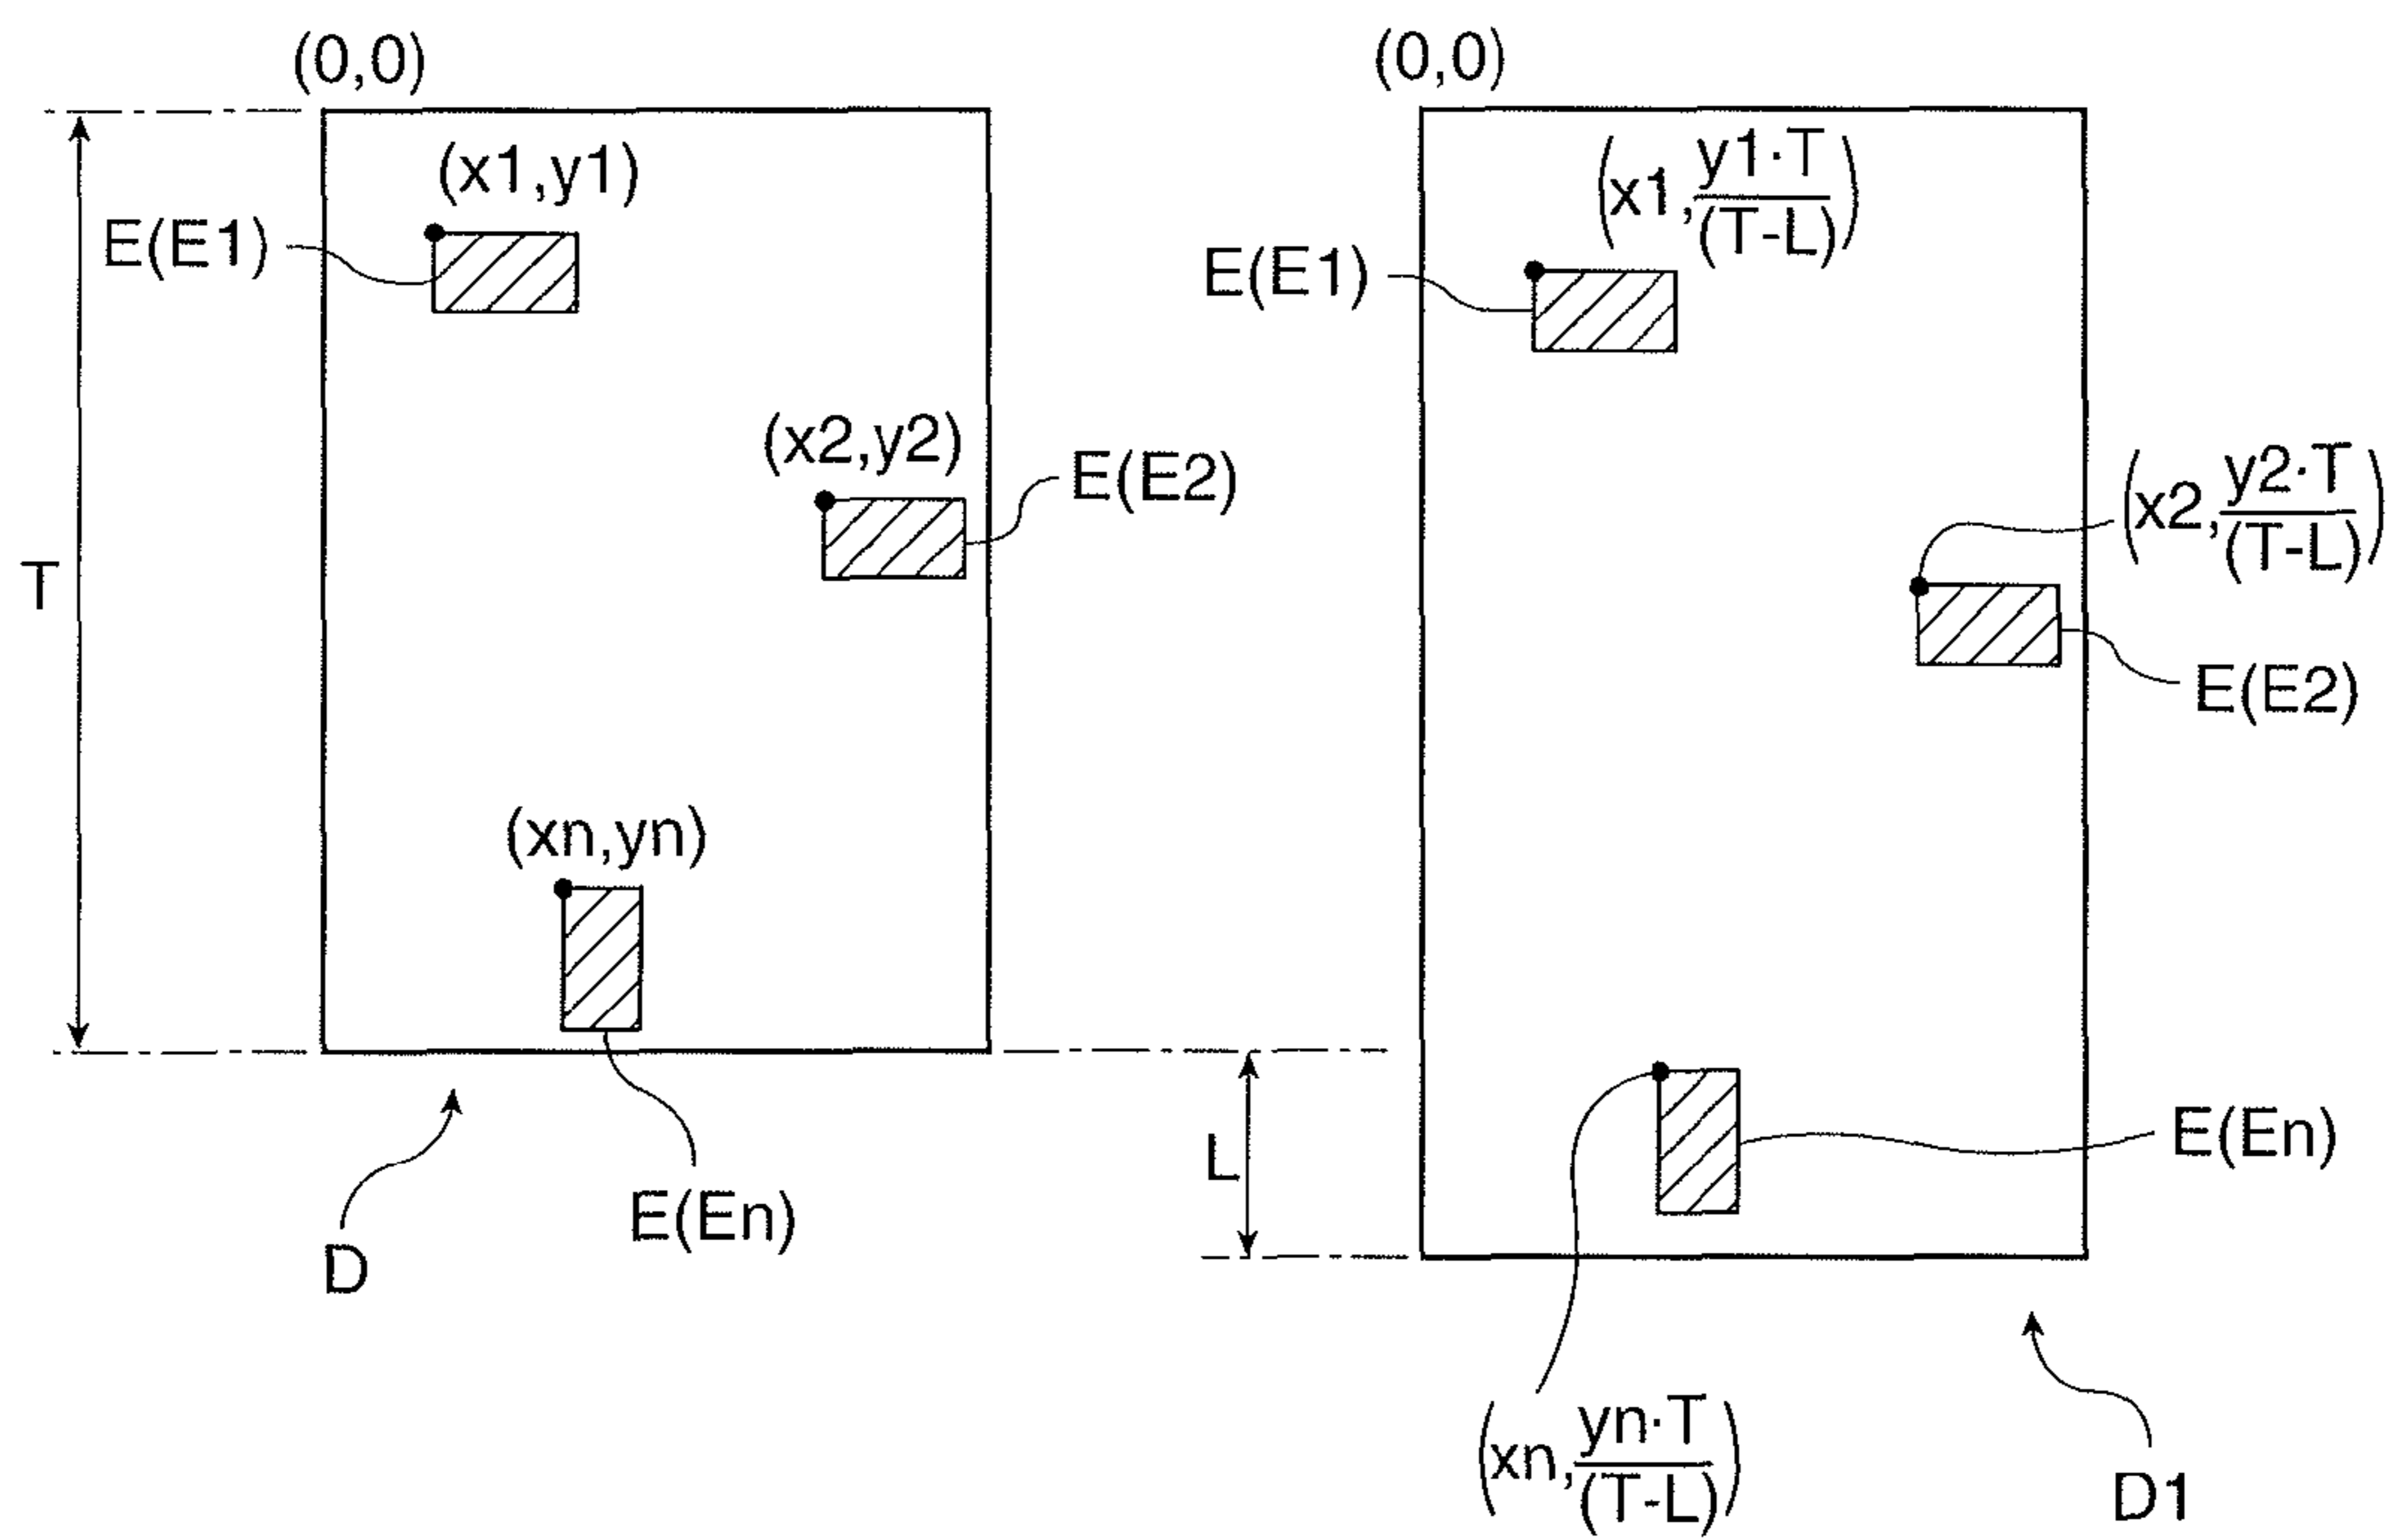 (0,0)
(x1,y1)
E(E1)
(x2,y2)
E(E2)
T
(xn,yn)
E(En)
D
L
(0,0)
(x1, y1·T/(T-L))
E(E1)
(x2, y2·T/(T-L))
E(E2)
E(En)
(xn, yn·T/(T-L))
D1